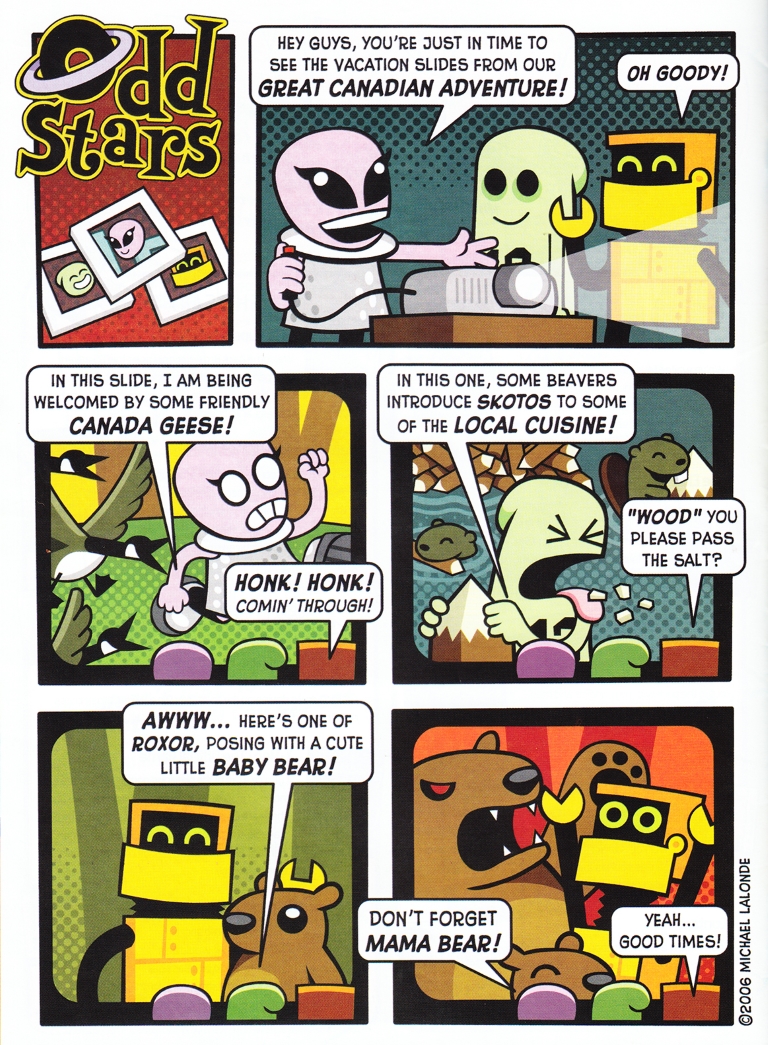 Odd
Stars
HEY GUYS, YOU'RE JUST IN TIME TO
SEE THE VACATION SLIDES FROM OUR
GREAT CANADIAN ADVENTURE!
OH GOODY!
IN THIS SLIDE, I AM BEING
WELCOMED BY SOME FRIENDLY
CANADA GEESE!
HONK! HONK!
COMIN' THROUGH!
IN THIS ONE, SOME BEAVERS
INTRODUCE SKOTOS TO SOME
OF THE LOCAL CUISINE!
"WOOD" YOU
PLEASE PASS
THE SALT?
AWWW... HERE'S ONE OF
ROXOR, POSING WITH A CUTE
LITTLE BABY BEAR!
DON'T FORGET
MAMA BEAR!
YEAH...
GOOD TIMES!
©2006 MICHAEL LALONDE